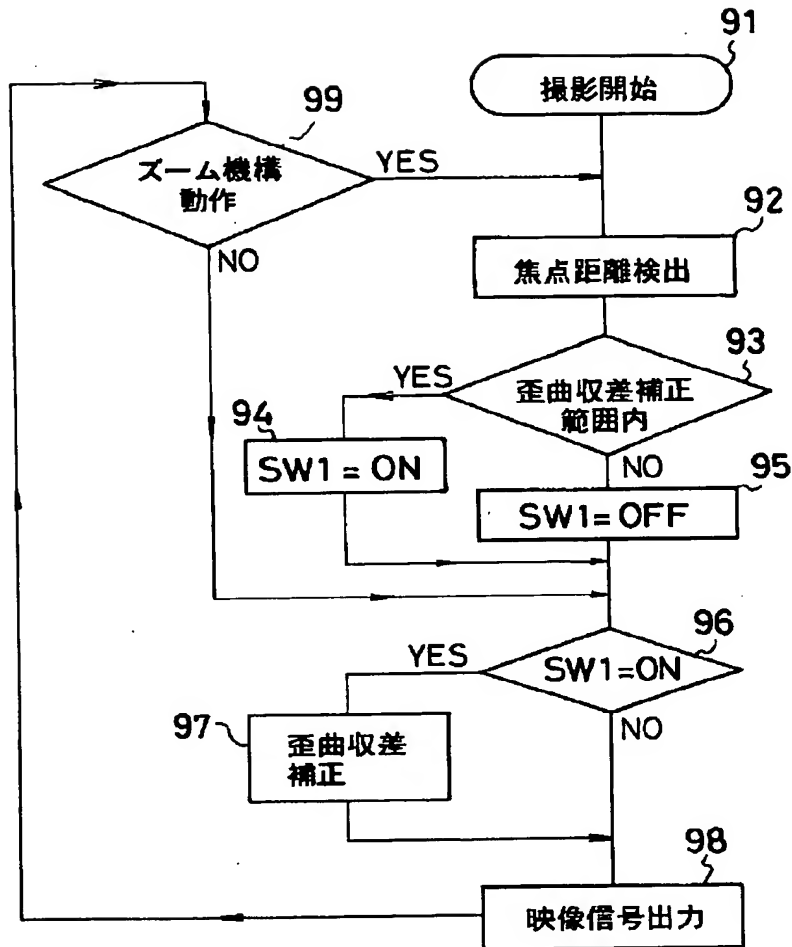 91
撮影開始
99
ズーム機構
動作
YES
NO
92
焦点距離検出
93
歪曲収差補正
範囲内
YES
NO
94
SW1 = ON
95
SW1=OFF
96
SW1=ON
YES
NO
97
歪曲収差
補正
98
映像信号出力